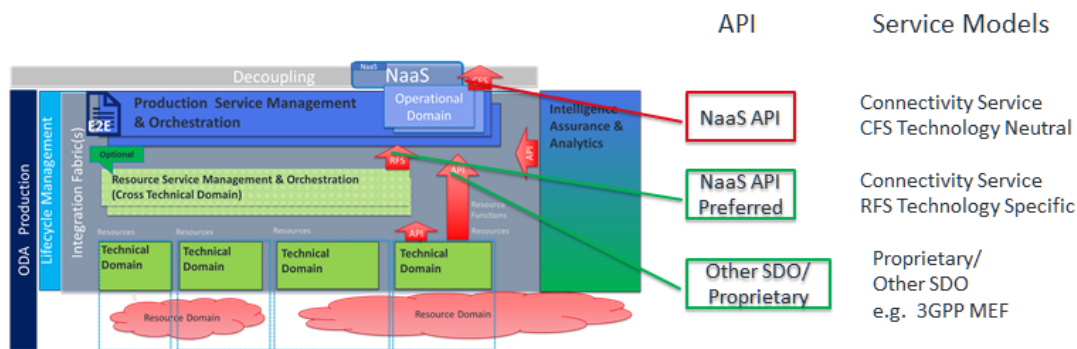 API
Service Models
NaaS
NaaS
Decoupling
CFS
Operational
Domain
Production Service Management
& Orchestration
E2E
Intelligence
Assurance &
Analytics
NaaS API
Connectivity Service
CFS Technology Neutral
ODA Production
Lifecycle Management
Integration Fabric(s)
Optional
RFS
API
API
Resource Service Management & Orchestration
(Cross Technical Domain)
NaaS API
Preferred
Connectivity Service
RFS Technology Specific
Resource
Functions
Resources
Resources
Resources
Resources
API
Technical
Domain
Technical
Domain
Technical
Domain
Technical
Domain
Other SDO/
Proprietary
Proprietary/
Other SDO
e.g. 3GPP MEF
Resource Domain
Resource Domain